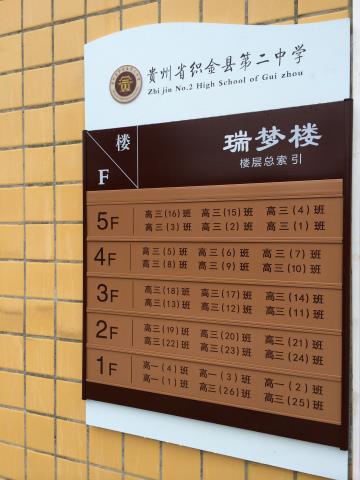 贵州省织金县第二中学
Zhi jin No.2 High School of Gui zhou
楼
F
瑞梦楼
楼层总索引
5F
高三(16)班 高三(15)班 高三(4)班
高三(3)班 高三(2)班 高三(1)班
4F
高三(5)班 高三(6)班 高三(7)班
高三(8)班 高三(9)班 高三(10)班
3F
高三(18)班 高三(17)班 高三(14)班
高三(13)班 高三(12)班 高三(11)班
2F
高三(19)班 高三(20)班 高三(21)班
高三(22)班 高三(23)班 高三(24)班
1F
高一(4)班 高一(3)班 高一(2)班
高一(1)班 高三(26)班 高三(25)班